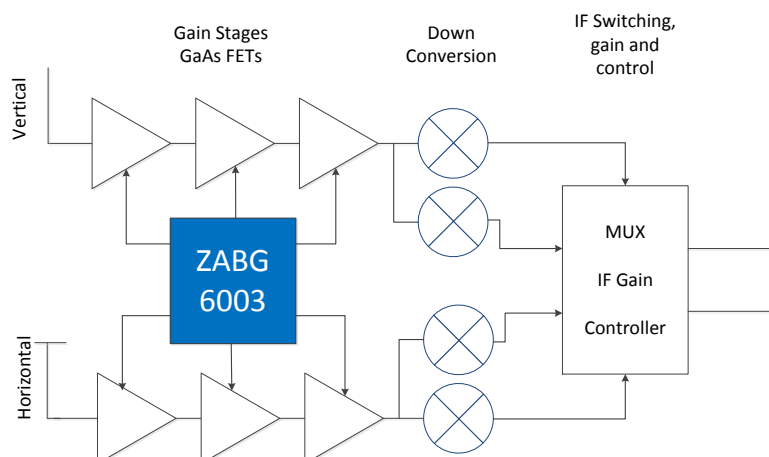 Gain Stages
GaAs FETs
Down
Conversion
IF Switching,
gain and
control
Vertical
ZABG
6003
MUX
IF Gain
Controller
Horizontal